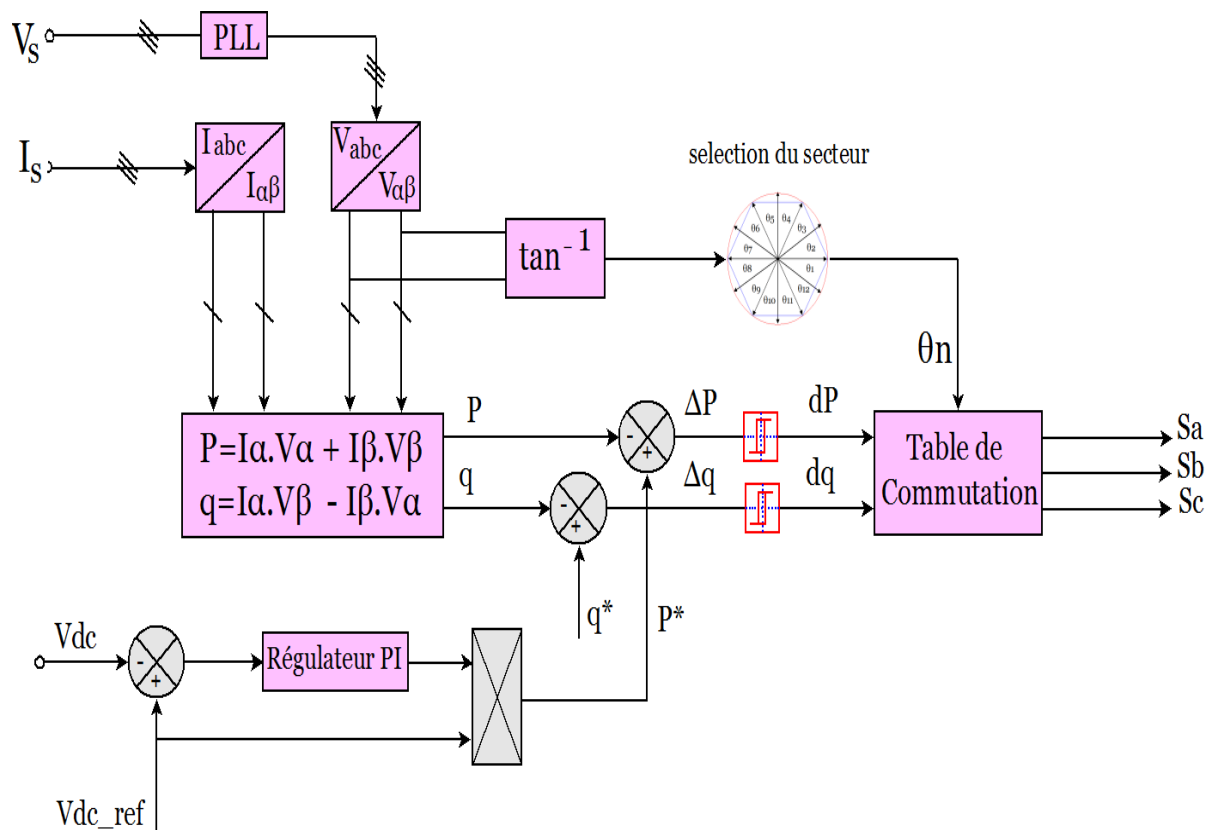 Vs
PLL
Is
I abc
Iαβ
Vabc
Vαβ
tan⁻¹
selection du secteur
θ5
θ4
θ6
θ3
θ7
θ2
θ8
θ1
θ9
θ12
θ10
θ11
θn
P=Iα.Vα + Iβ.Vβ
q=Iα.Vβ - Iβ.Vα
P
q
-
+
-
+
ΔP
Δq
dP
dq
Table de
Commutation
Sa
Sb
Sc
q*
P*
Vdc
-
+
Régulateur PI
Vdc_ref